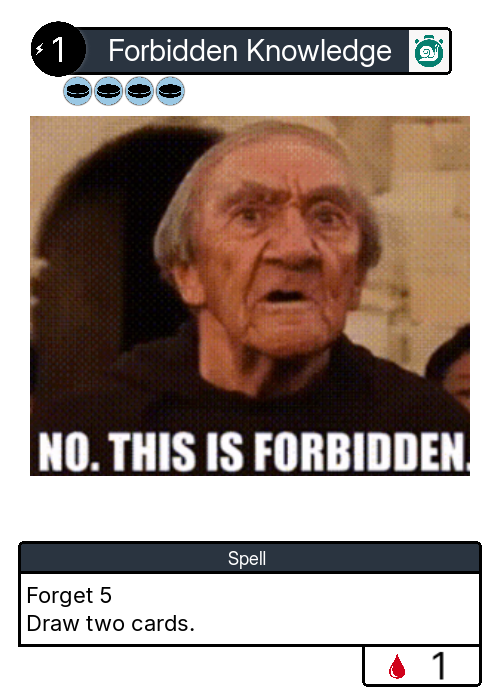 1 Forbidden Knowledge
NO. THIS IS FORBIDDEN.
Spell
Forget 5
Draw two cards.
1